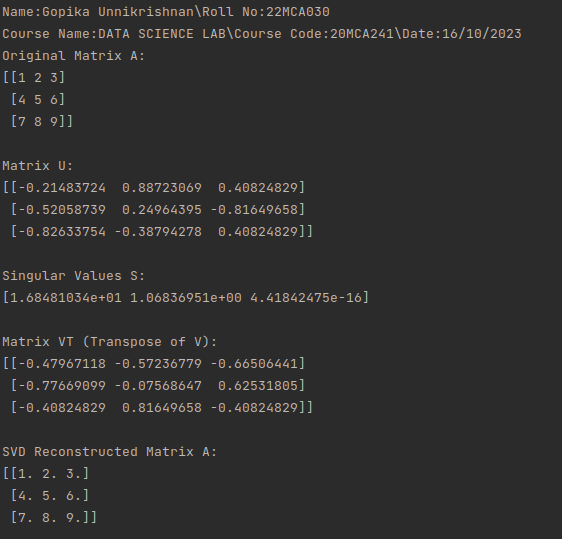 Name:Gopika Unnikrishnan\Roll No:22MCA030
Course Name:DATA SCIENCE LAB\Course Code:20MCA241\Date:16/10/2023
Original Matrix A:
[[1 2 3]
 [4 5 6]
 [7 8 9]]

Matrix U:
[[-0.21483724  0.88723069  0.40824829]
 [-0.52058739  0.24964395 -0.81649658]
 [-0.82633754 -0.38794278  0.40824829]]

Singular Values S:
[1.68481034e+01 1.06836951e+00 4.41842475e-16]

Matrix VT (Transpose of V):
[[-0.47967118 -0.57236779 -0.66506441]
 [-0.77669099 -0.07568647  0.62531805]
 [-0.40824829  0.81649658 -0.40824829]]

SVD Reconstructed Matrix A:
[[1. 2. 3.]
 [4. 5. 6.]
 [7. 8. 9.]]